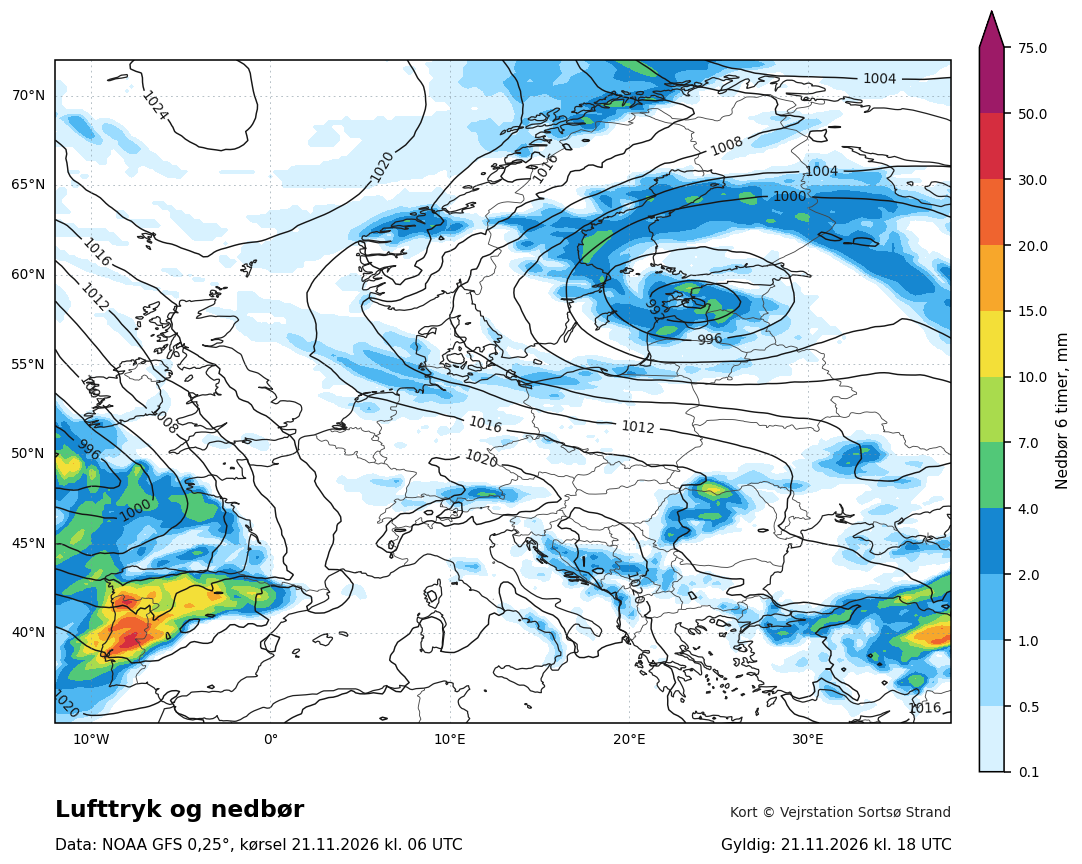 75.0
50.0
30.0
20.0
15.0
10.0
7.0
4.0
2.0
1.0
0.5
0.1
Nedbør 6 timer, mm
70°N
65°N
60°N
55°N
50°N
45°N
40°N
10°W
0°
10°E
20°E
30°E
1024
1020
1016
1008
1004
1004
1000
1016
1012
1008
996
1000
996
1016
1012
1020
1020
1016
Lufttryk og nedbør
Kort © Vejrstation Sortsø Strand
Data: NOAA GFS 0,25°, kørsel 21.11.2026 kl. 06 UTC
Gyldig: 21.11.2026 kl. 18 UTC